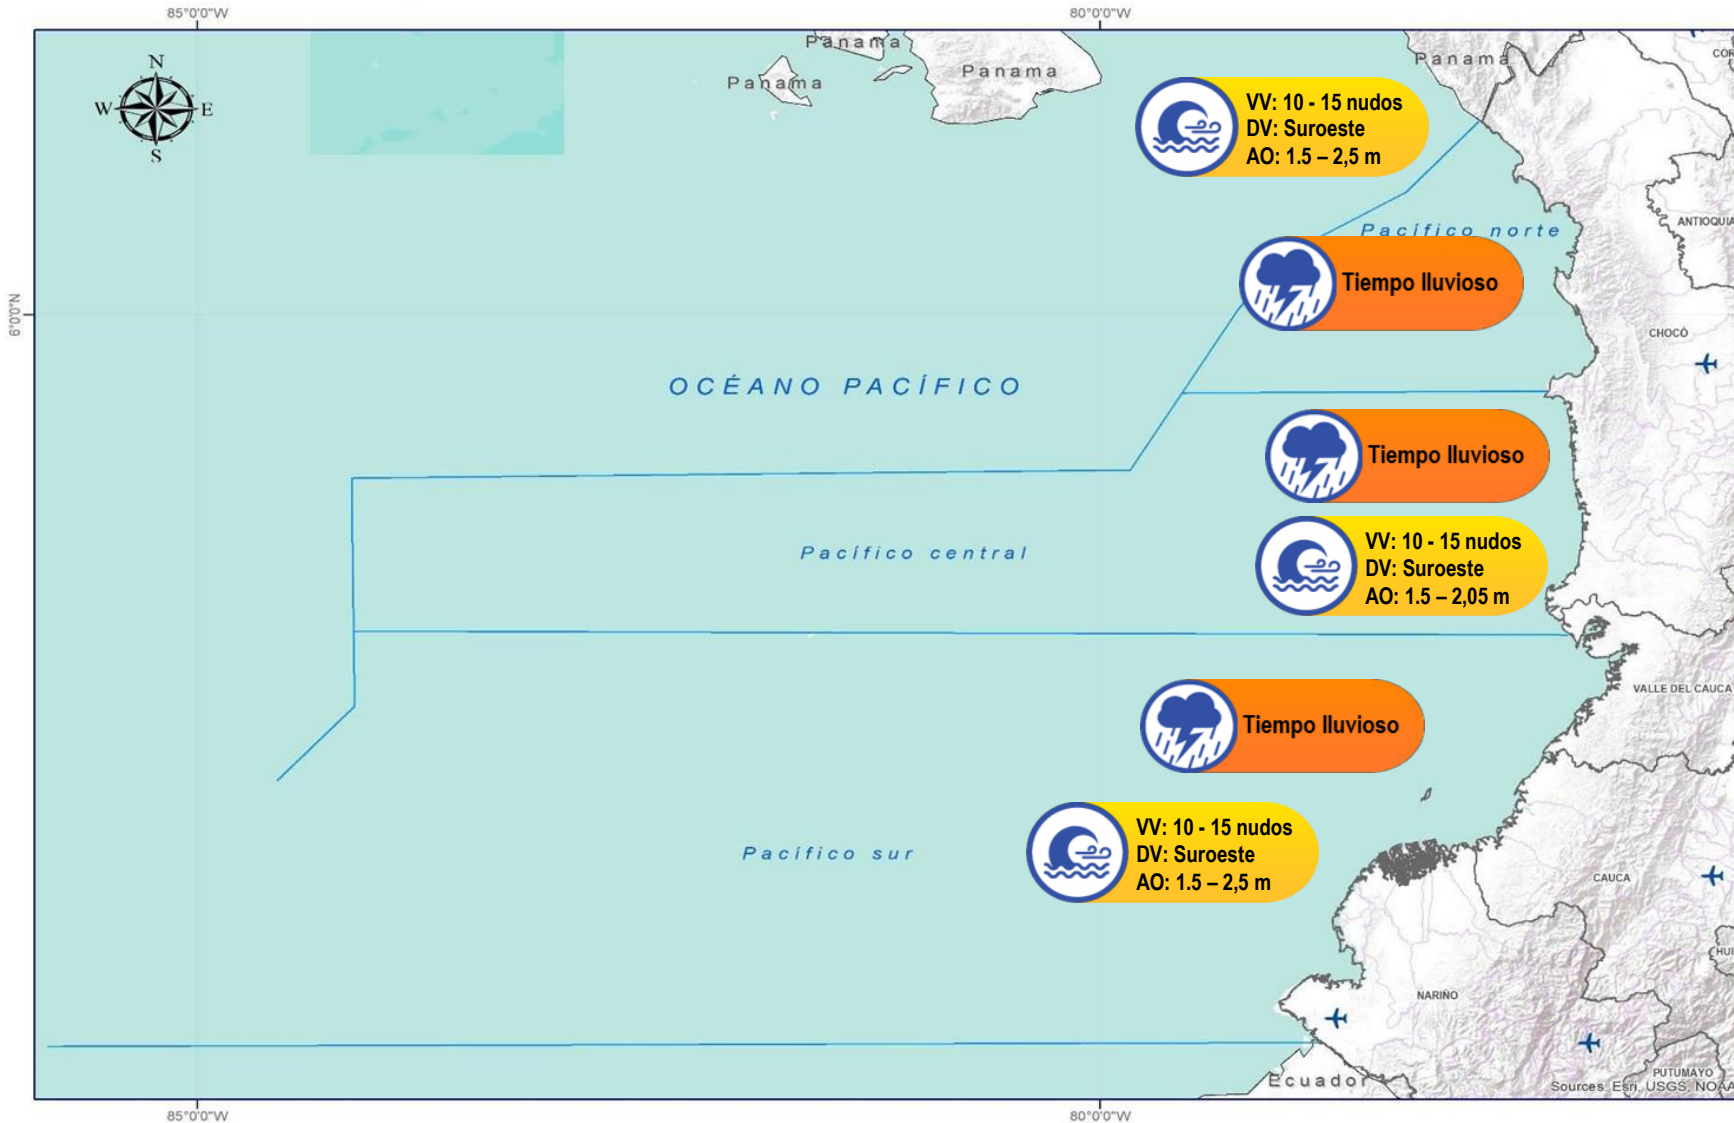 85°0'0"W
80°0'0"W
N
W
E
S
Panama
Panama
Panama
Panama
COR
VV: 10 - 15 nudos
DV: Suroeste
AO: 1.5 – 2,5 m
ANTIOQUIA
Pacífico norte
Tiempo lluvioso
6°0'0"N
CHOCÓ
OCÉANO PACÍFICO
Tiempo lluvioso
Pacífico central
VV: 10 - 15 nudos
DV: Suroeste
AO: 1.5 – 2,05 m
VALLE DEL CAUCA
Tiempo lluvioso
VV: 10 - 15 nudos
DV: Suroeste
AO: 1.5 – 2,5 m
Pacífico sur
CAUCA
HUI
NARIÑO
PUTUMAYO
Ecuador
Sources: Esri, USGS, NOAA
85°0'0"W
80°0'0"W